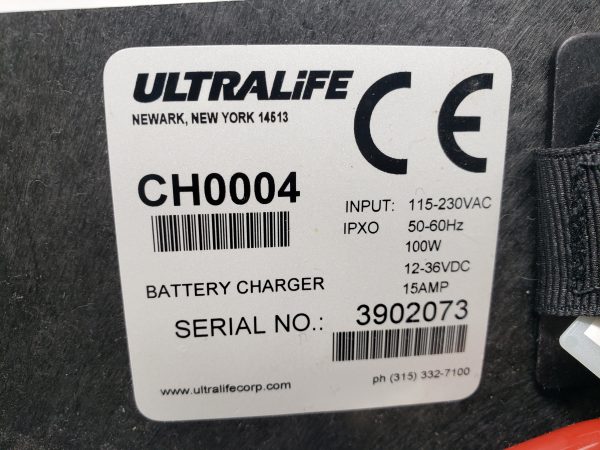 ULTRALiFE
NEWARK, NEW YORK 14513
CE
CH0004
INPUT: 115-230VAC
IPXO 50-60Hz
100W
12-36VDC
BATTERY CHARGER 15AMP
SERIAL NO.: 3902073
www.ultralifecorp.com ph (315) 332-7100